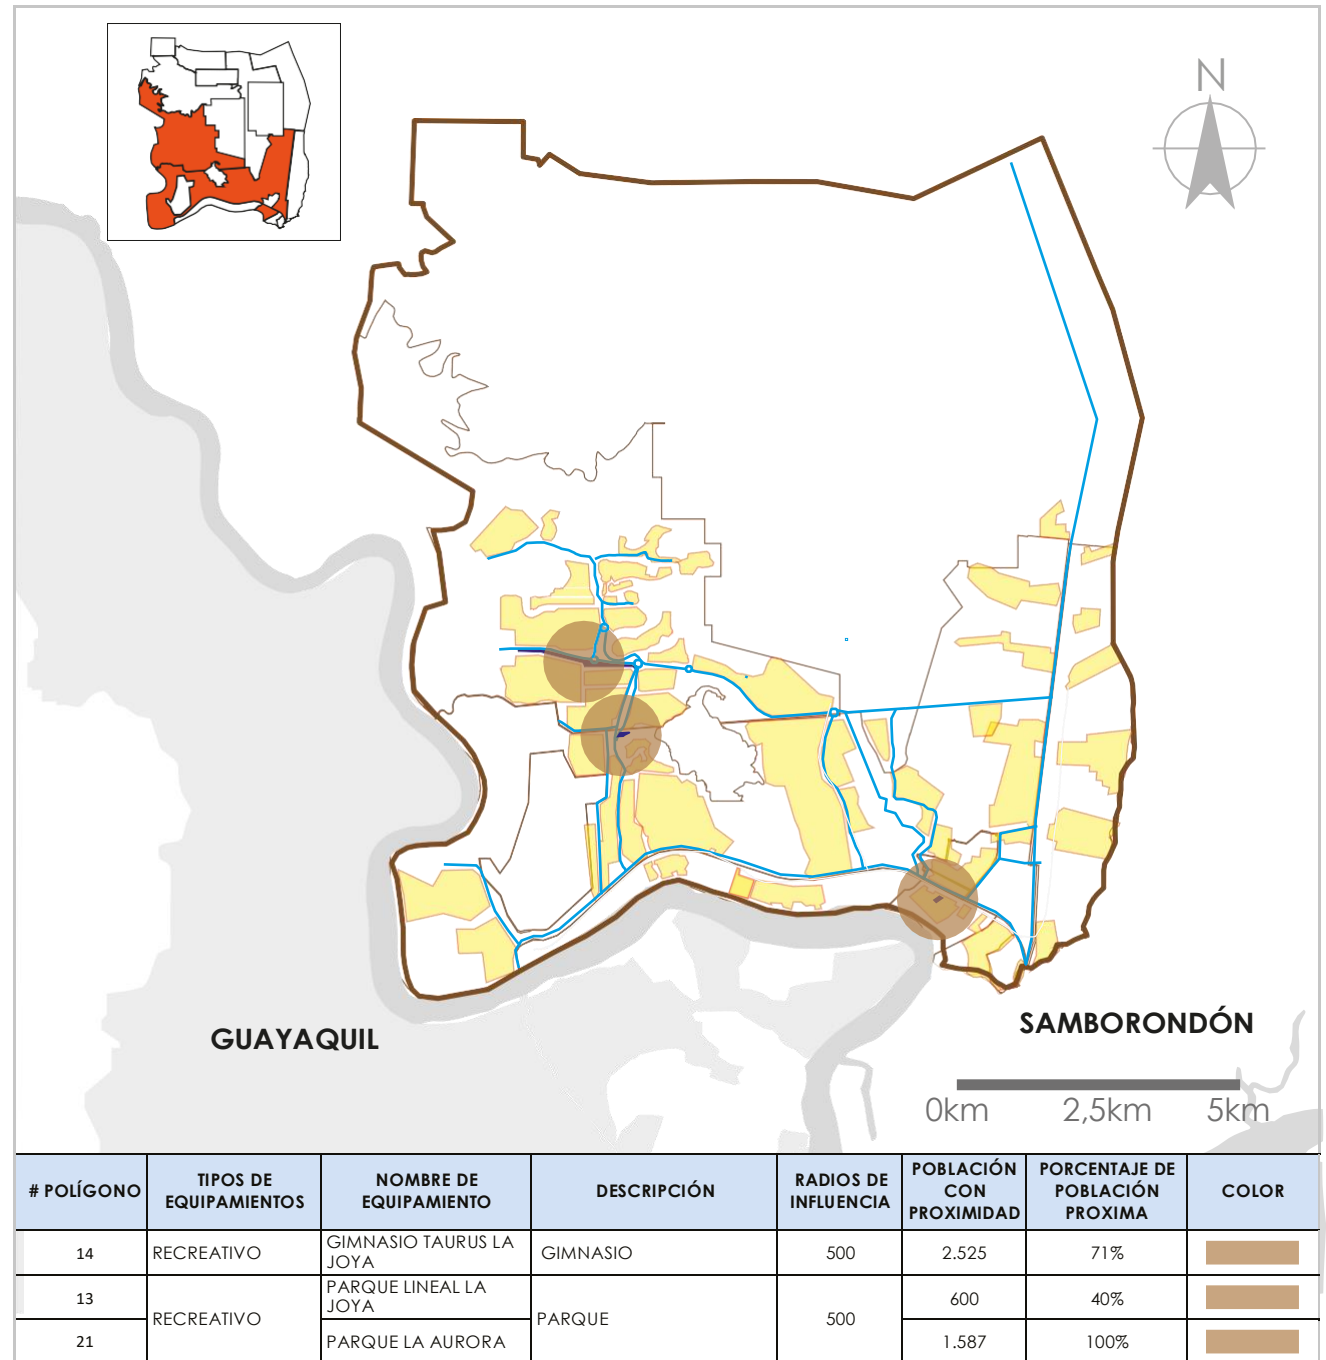 N
GUAYAQUIL
SAMBORONDÓN
0km 2,5km 5km
# POLÍGONO
TIPOS DE
EQUIPAMIENTOS
NOMBRE DE
EQUIPAMIENTO
DESCRIPCIÓN
RADIOS DE
INFLUENCIA
POBLACIÓN
CON
PROXIMIDAD
PORCENTAJE DE
POBLACIÓN
PROXIMA
COLOR
14
RECREATIVO
GIMNASIO TAURUS LA
JOYA
GIMNASIO
500
2.525
71%
13
RECREATIVO
PARQUE LINEAL LA
JOYA
PARQUE
500
600
40%
21
PARQUE LA AURORA
1.587
100%